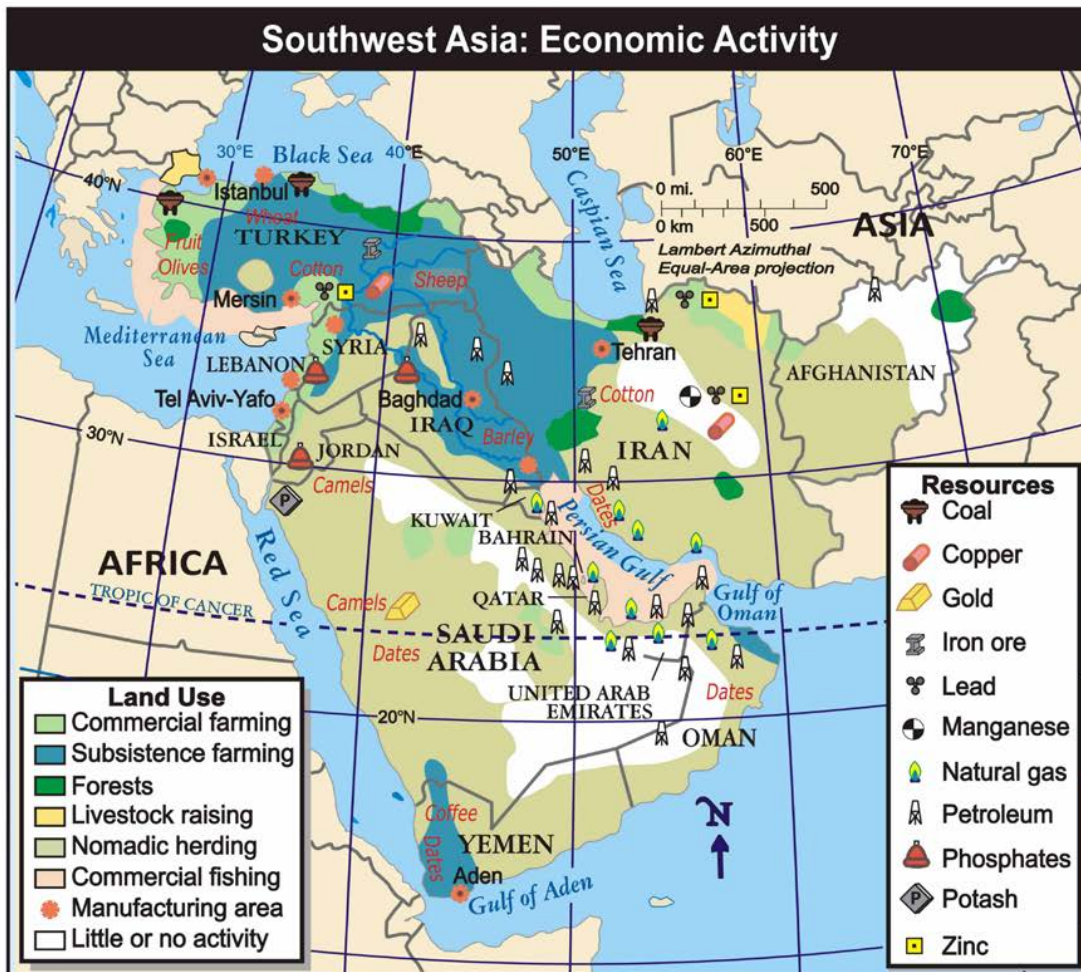 Southwest Asia: Economic Activity
30°E
Black Sea
40°E
50°E
60°E
70°E
40°N
Istanbul
Wheat
TURKEY
Caspian Sea
0 mi.
500
0 km
500
Lambert Azimuthal
Equal-Area projection
ASIA
Fruit
Olives
Cotton
Sheep
Mersin
Mediterranean
Sea
SYRIA
LEBANON
Tehran
AFGHANISTAN
Tel Aviv-Yafo
Baghdad
IRAQ
Cotton
30°N
ISRAEL
JORDAN
Barley
IRAN
Camels
KUWAIT
Dates
BAHRAIN
Persian Gulf
AFRICA
Red Sea
TROPIC OF CANCER
Camels
QATAR
Gulf of
Oman
SAUDI
ARABIA
Dates
UNITED ARAB
EMIRATES
Dates
20°N
OMAN
Coffee
Dates
YEMEN
Aden
Gulf of Aden
N
Land Use
Commercial farming
Subsistence farming
Forests
Livestock raising
Nomadic herding
Commercial fishing
Manufacturing area
Little or no activity
Resources
Coal
Copper
Gold
Iron ore
Lead
Manganese
Natural gas
Petroleum
Phosphates
P
Potash
Zinc
P